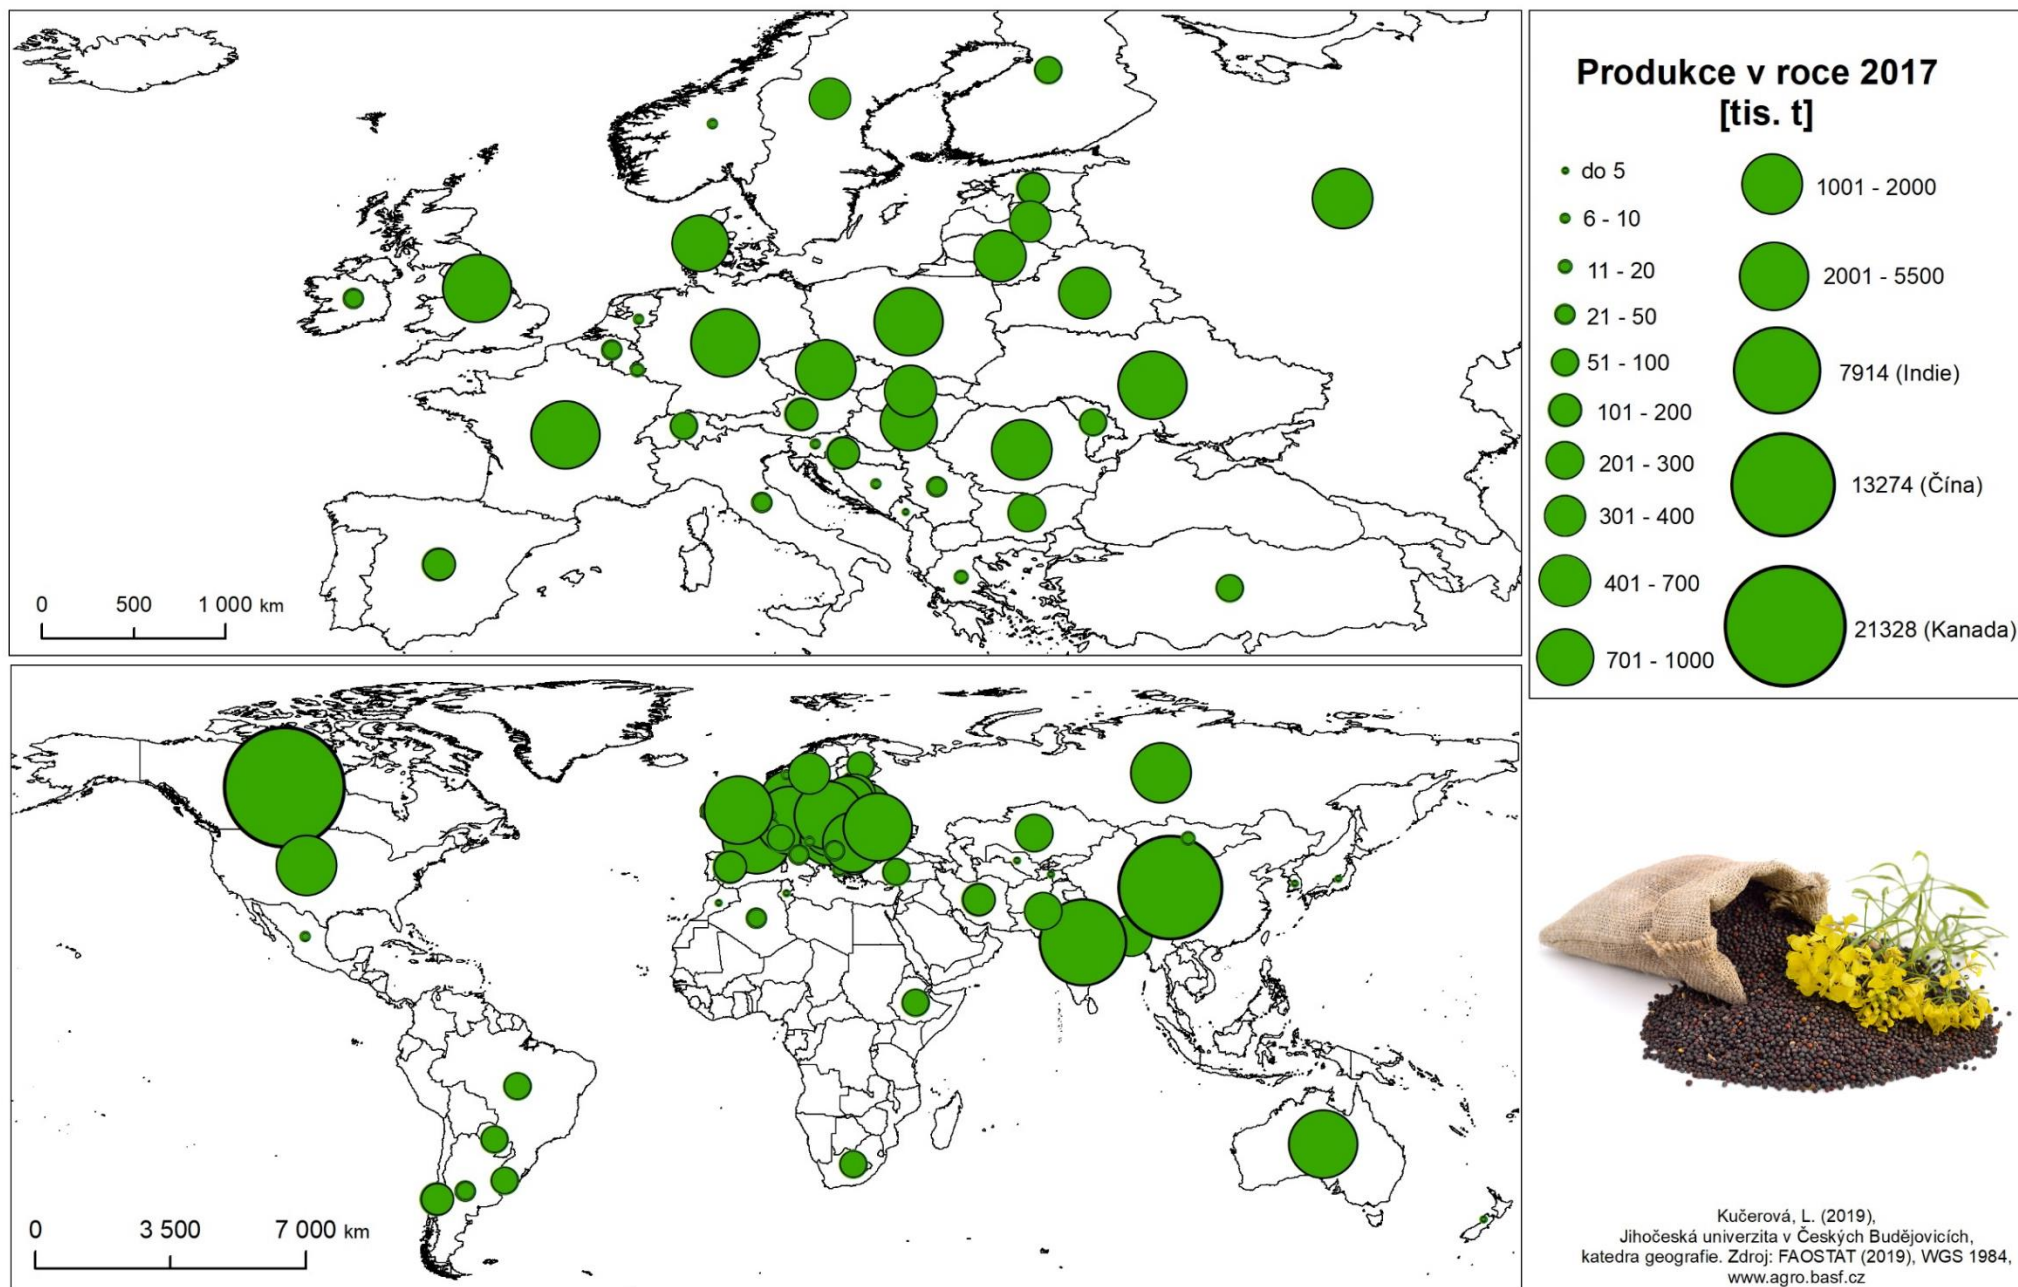 Produkce v roce 2017
[tis. t]
do 5
6 - 10
11 - 20
21 - 50
51 - 100
101 - 200
201 - 300
301 - 400
401 - 700
701 - 1000
1001 - 2000
2001 - 5500
7914 (Indie)
13274 (Čína)
21328 (Kanada)
0 500 1 000 km
0 3 500 7 000 km
Kučerová, L. (2019),
Jihočeská univerzita v Českých Budějovicích,
katedra geografie. Zdroj: FAOSTAT (2019), WGS 1984,
www.agro.basf.cz